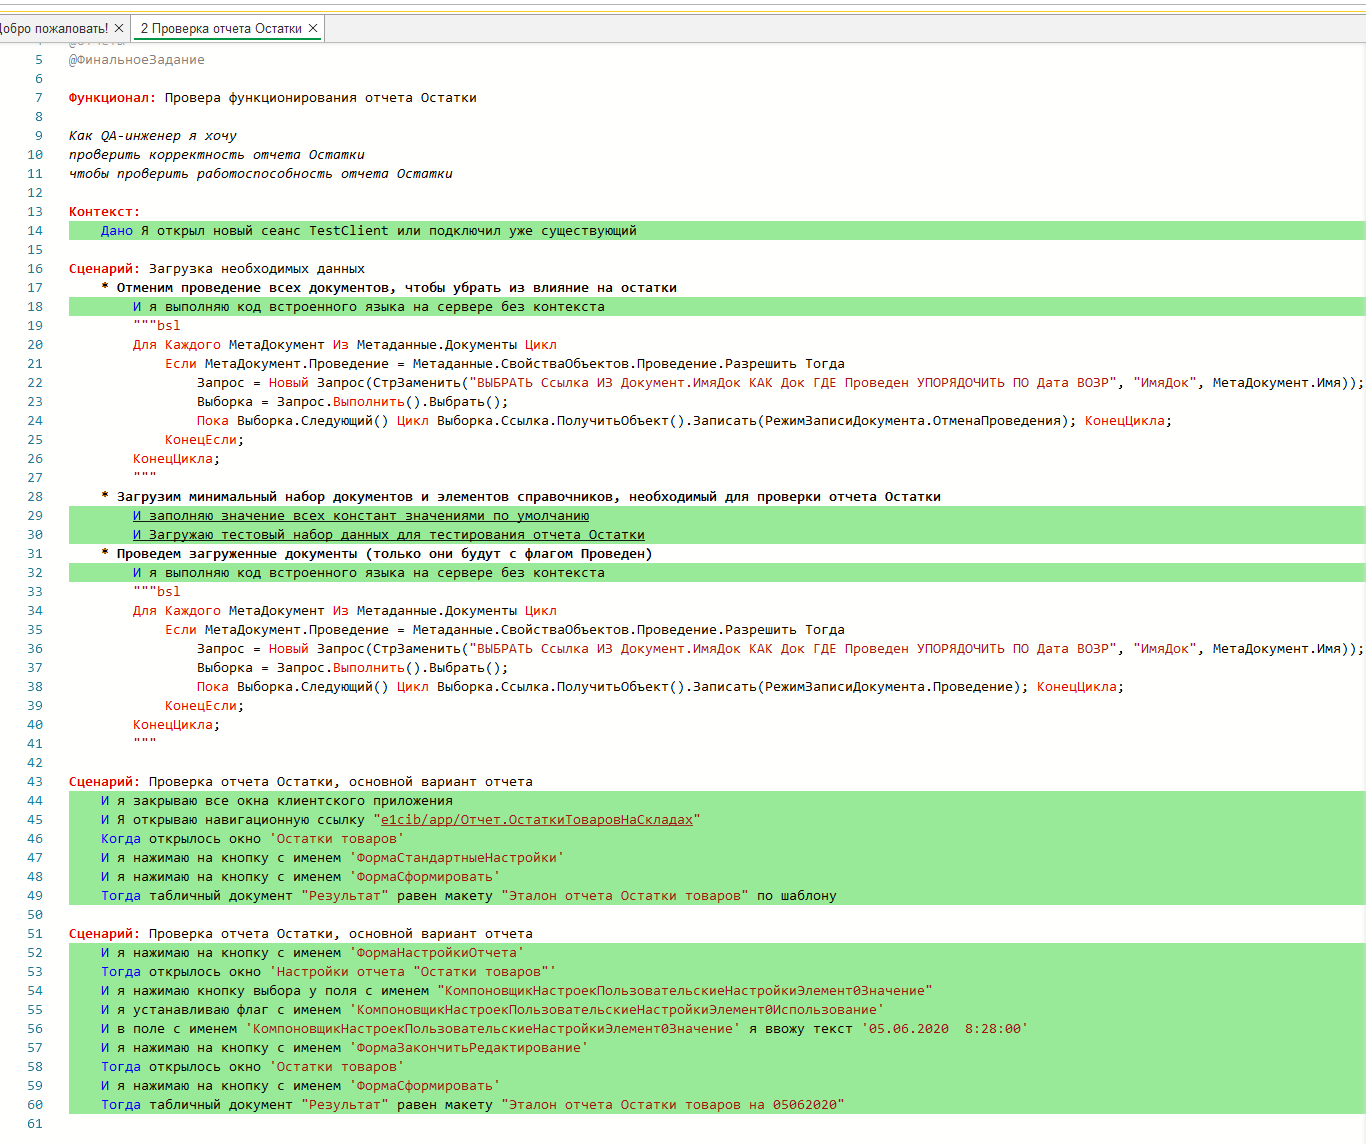 Добро пожаловать! ×
2 Проверка отчета Остатки ×
5 @ФинальноеЗадание
6
7 Функционал: Провера функционирования отчета Остатки
8
9 Как QA-инженер я хочу
10 проверить корректность отчета Остатки
11 чтобы проверить работоспособность отчета Остатки
12
13 Контекст:
14 Дано Я открыл новый сеанс TestClient или подключил уже существующий
15
16 Сценарий: Загрузка необходимых данных
17 * Отменим проведение всех документов, чтобы убрать из влияние на остатки
18 И я выполняю код встроенного языка на сервере без контекста
19 """bsl
20 Для Каждого МетаДокумент Из Метаданные.Документы Цикл
21 Если МетаДокумент.Проведение = Метаданные.СвойстваОбъектов.Проведение.Разрешить Тогда
22 Запрос = Новый Запрос(СтрЗаменить("ВЫБРАТЬ Ссылка ИЗ Документ.ИмяДок КАК Док ГДЕ Проведен УПОРЯДОЧИТЬ ПО Дата ВОЗР", "ИмяДок", МетаДокумент.Имя));
23 Выборка = Запрос.Выполнить().Выбрать();
24 Пока Выборка.Следующий() Цикл Выборка.Ссылка.ПолучитьОбъект().Записать(РежимЗаписиДокумента.ОтменаПроведения); КонецЦикла;
25 КонецЕсли;
26 КонецЦикла;
27 """
28 * Загрузим минимальный набор документов и элементов справочников, необходимый для проверки отчета Остатки
29 И заполняю значение всех констант значениями по умолчанию
30 И Загружаю тестовый набор данных для тестирования отчета Остатки
31 * Проведем загруженные документы (только они будут с флагом Проведен)
32 И я выполняю код встроенного языка на сервере без контекста
33 """bsl
34 Для Каждого МетаДокумент Из Метаданные.Документы Цикл
35 Если МетаДокумент.Проведение = Метаданные.СвойстваОбъектов.Проведение.Разрешить Тогда
36 Запрос = Новый Запрос(СтрЗаменить("ВЫБРАТЬ Ссылка ИЗ Документ.ИмяДок КАК Док ГДЕ Проведен УПОРЯДОЧИТЬ ПО Дата ВОЗР", "ИмяДок", МетаДокумент.Имя));
37 Выборка = Запрос.Выполнить().Выбрать();
38 Пока Выборка.Следующий() Цикл Выборка.Ссылка.ПолучитьОбъект().Записать(РежимЗаписиДокумента.Проведение); КонецЦикла;
39 КонецЕсли;
40 КонецЦикла;
41 """
42
43 Сценарий: Проверка отчета Остатки, основной вариант отчета
44 И я закрываю все окна клиентского приложения
45 И Я открываю навигационную ссылку "e1cib/app/Отчет.ОстаткиТоваровНаСкладах"
46 Когда открылось окно 'Остатки товаров'
47 И я нажимаю на кнопку с именем 'ФормаСтандартныеНастройки'
48 И я нажимаю на кнопку с именем 'ФормаСформировать'
49 Тогда табличный документ "Результат" равен макету "Эталон отчета Остатки товаров" по шаблону
50
51 Сценарий: Проверка отчета Остатки, основной вариант отчета
52 И я нажимаю на кнопку с именем 'ФормаНастройкиОтчета'
53 Тогда открылось окно 'Настройки отчета "Остатки товаров"'
54 И я нажимаю кнопку выбора у поля с именем "КомпоновщикНастроекПользовательскиеНастройкиЭлемент0Значение"
55 И я устанавливаю флаг с именем 'КомпоновщикНастроекПользовательскиеНастройкиЭлемент0Использование'
56 И в поле с именем 'КомпоновщикНастроекПользовательскиеНастройкиЭлемент0Значение' я ввожу текст '05.06.2020  8:28:00'
57 И я нажимаю на кнопку с именем 'ФормаЗакончитьРедактирование'
58 Тогда открылось окно 'Остатки товаров'
59 И я нажимаю на кнопку с именем 'ФормаСформировать'
60 Тогда табличный документ "Результат" равен макету "Эталон отчета Остатки товаров на 05062020"
61